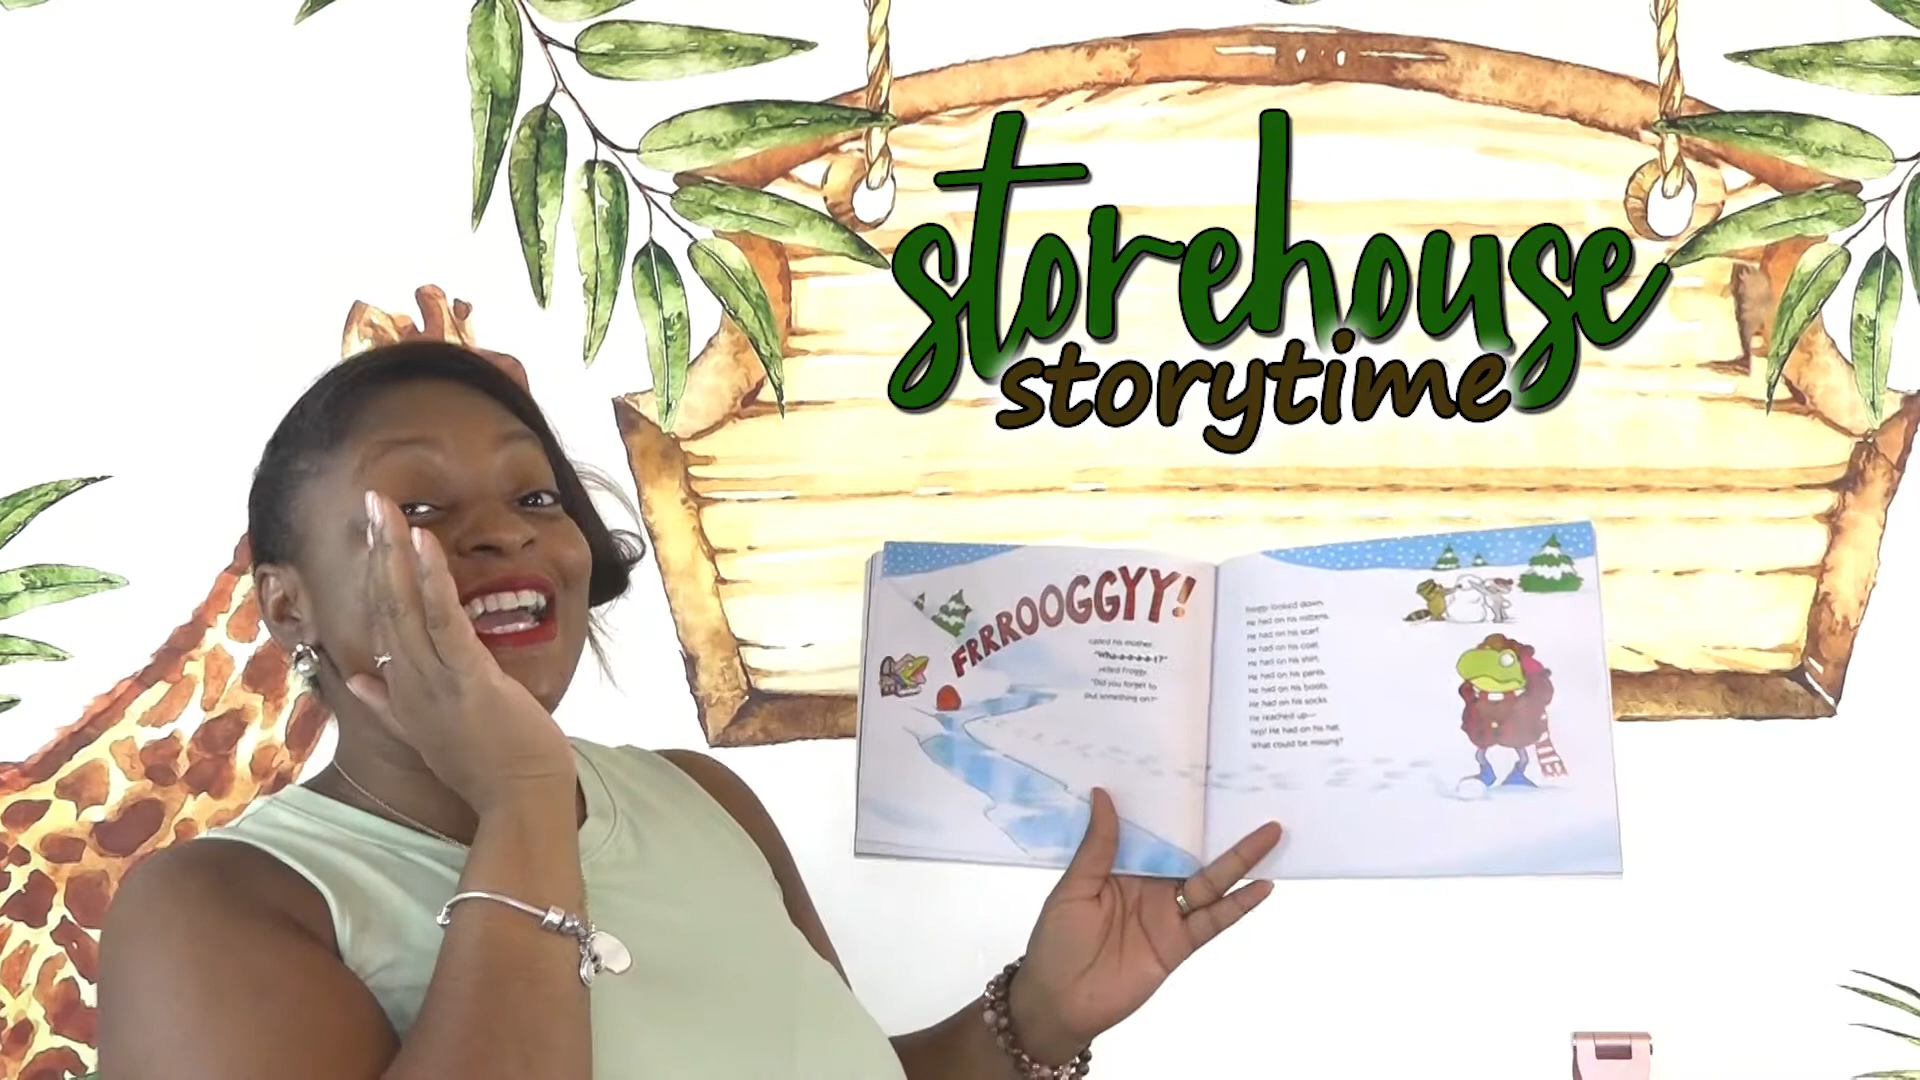 storehouse
storytime
FRRROOGGYY!
called his mother.
"Wha-a-a-a-t?"
yelled Froggy.
"Did you forget to
put something on?"
Froggy looked down.
He had on his mittens.
He had on his scarf.
He had on his coat.
He had on his shirt.
He had on his pants.
He had on his boots.
He had on his socks.
He reached up—
Yep! He had on his hat.
What could be missing?